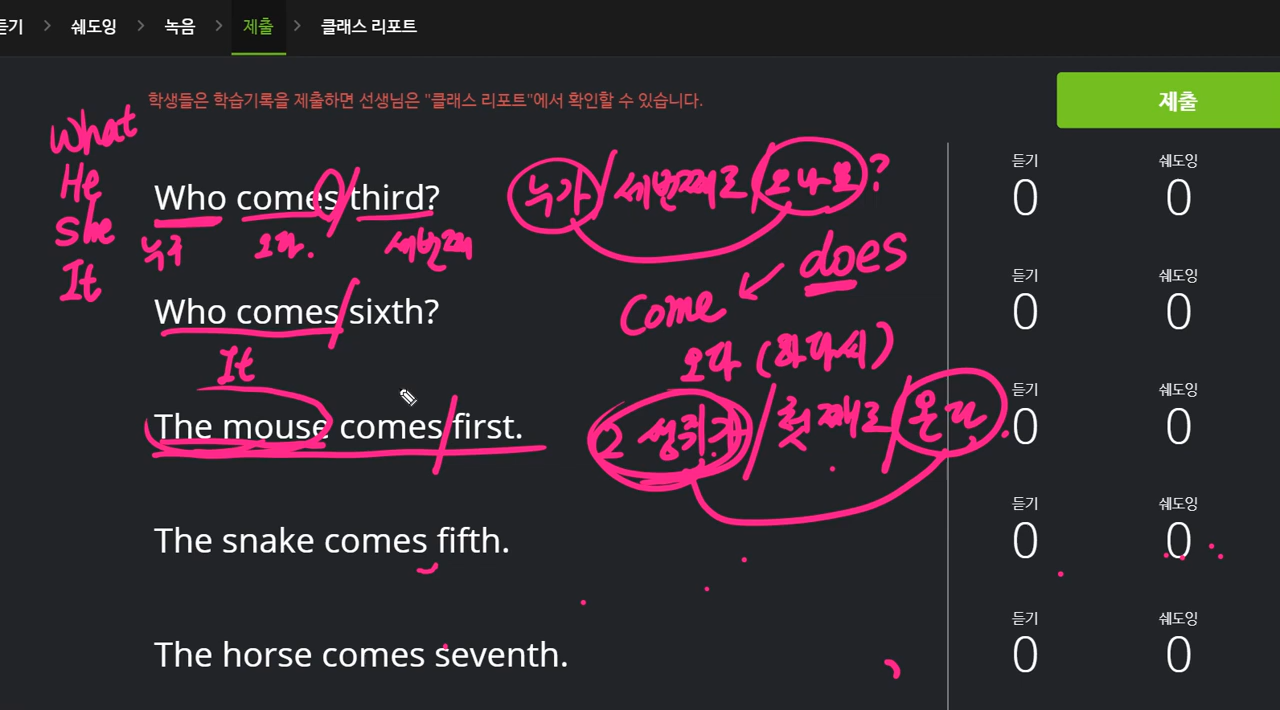 듣기 > 쉐도잉 > 녹음 > 제출 > 클래스 리포트
학생들은 학습기록을 제출하면 선생님은 "클래스 리포트"에서 확인할 수 있습니다.
제출
What
He
She
It
Who comes third?
누가 / 세번째로 / 오나요?
누구 오다. 세번째
듣기 쉐도잉
0 0
does
Come
Who comes sixth?
듣기 쉐도잉
0 0
오다 (하다씨)
It
The mouse comes first.
그 생쥐가 / 첫째로 / 온다.
듣기 쉐도잉
0 0
The snake comes fifth.
듣기 쉐도잉
0 0
The horse comes seventh.
듣기 쉐도잉
0 0